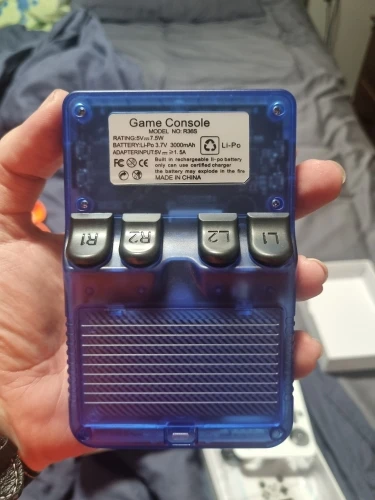 Game Console
MODEL NO: R36S
RATING:5V⎓7.5W
BATTERY:Li-Po 3.7V 3000mAh
ADAPTERINPUT:5V⎓≥1.5A
Li-Po
Built in rechargeable li-po battery
only can use certified charger
the battery may explode in the fire
MADE IN CHINA
R1
R2
L2
L1